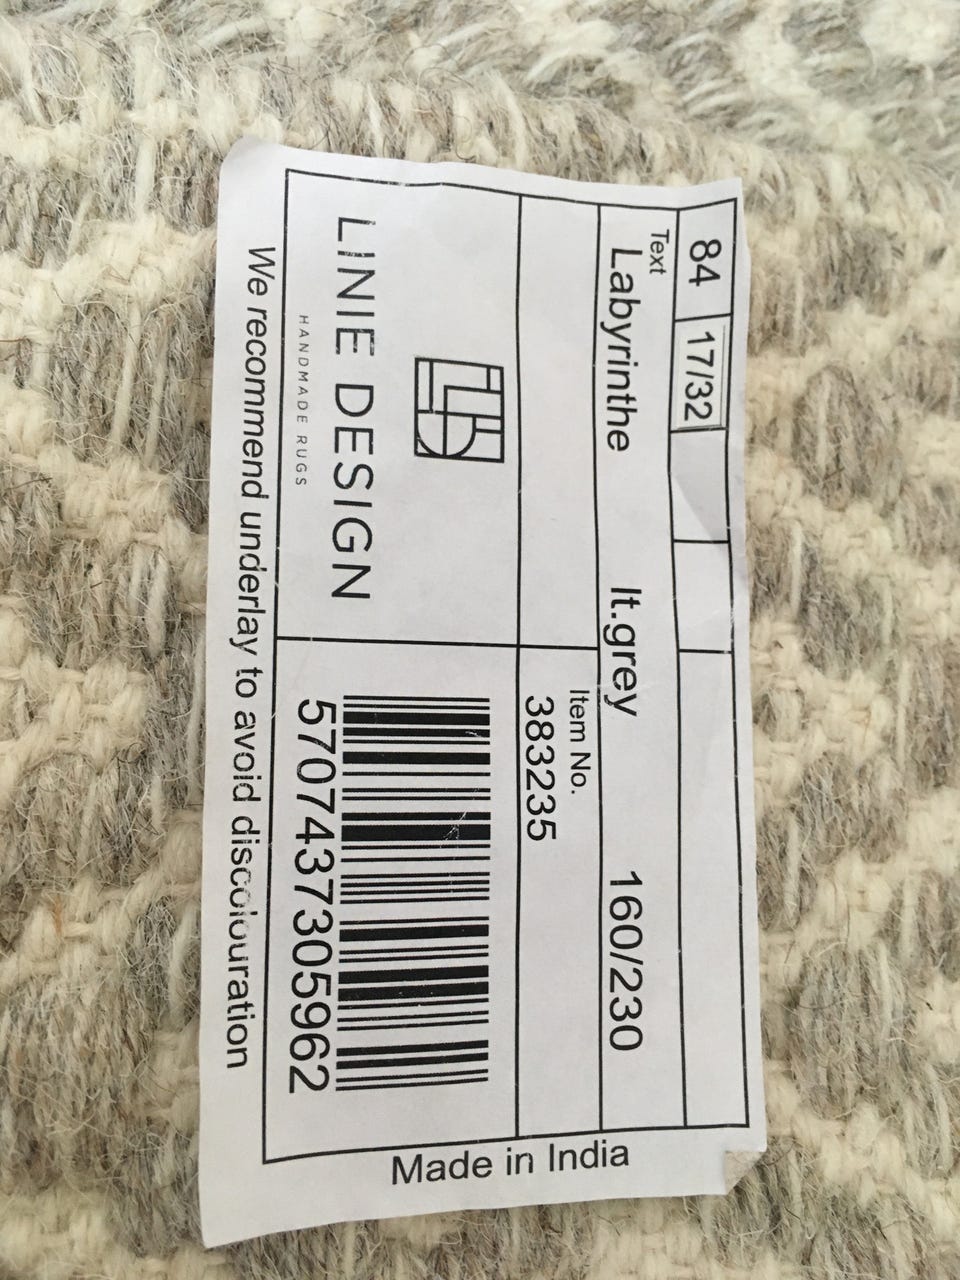 84 17/32
Text
Labyrinthe lt.grey 160/230
Item No.
383235
LINIE DESIGN
HANDMADE RUGS
5707437305962
We recommend underlay to avoid discolouration
Made in India